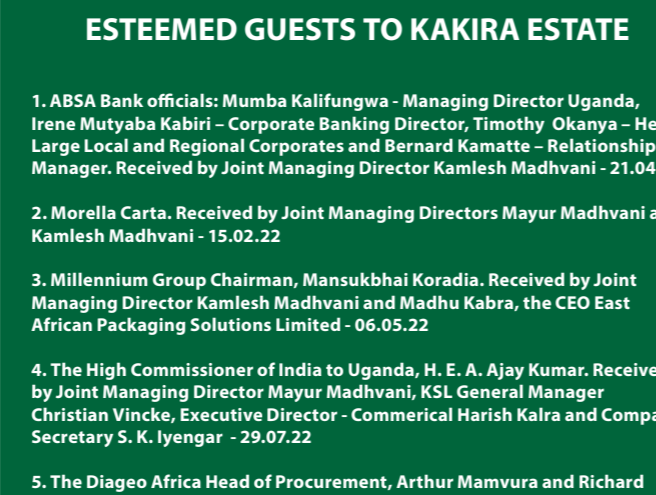 ESTEEMED GUESTS TO KAKIRA ESTATE
1. ABSA Bank officials: Mumba Kalifungwa - Managing Director Uganda,
Irene Mutyaba Kabiri – Corporate Banking Director, Timothy Okanya – He
Large Local and Regional Corporates and Bernard Kamatte – Relationship
Manager. Received by Joint Managing Director Kamlesh Madhvani - 21.04
2. Morella Carta. Received by Joint Managing Directors Mayur Madhvani a
Kamlesh Madhvani - 15.02.22
3. Millennium Group Chairman, Mansukbhai Koradia. Received by Joint
Managing Director Kamlesh Madhvani and Madhu Kabra, the CEO East
African Packaging Solutions Limited - 06.05.22
4. The High Commissioner of India to Uganda, H. E. A. Ajay Kumar. Receive
by Joint Managing Director Mayur Madhvani, KSL General Manager
Christian Vincke, Executive Director - Commerical Harish Kalra and Compa
Secretary S. K. Iyengar - 29.07.22
5. The Diageo Africa Head of Procurement, Arthur Mamvura and Richard